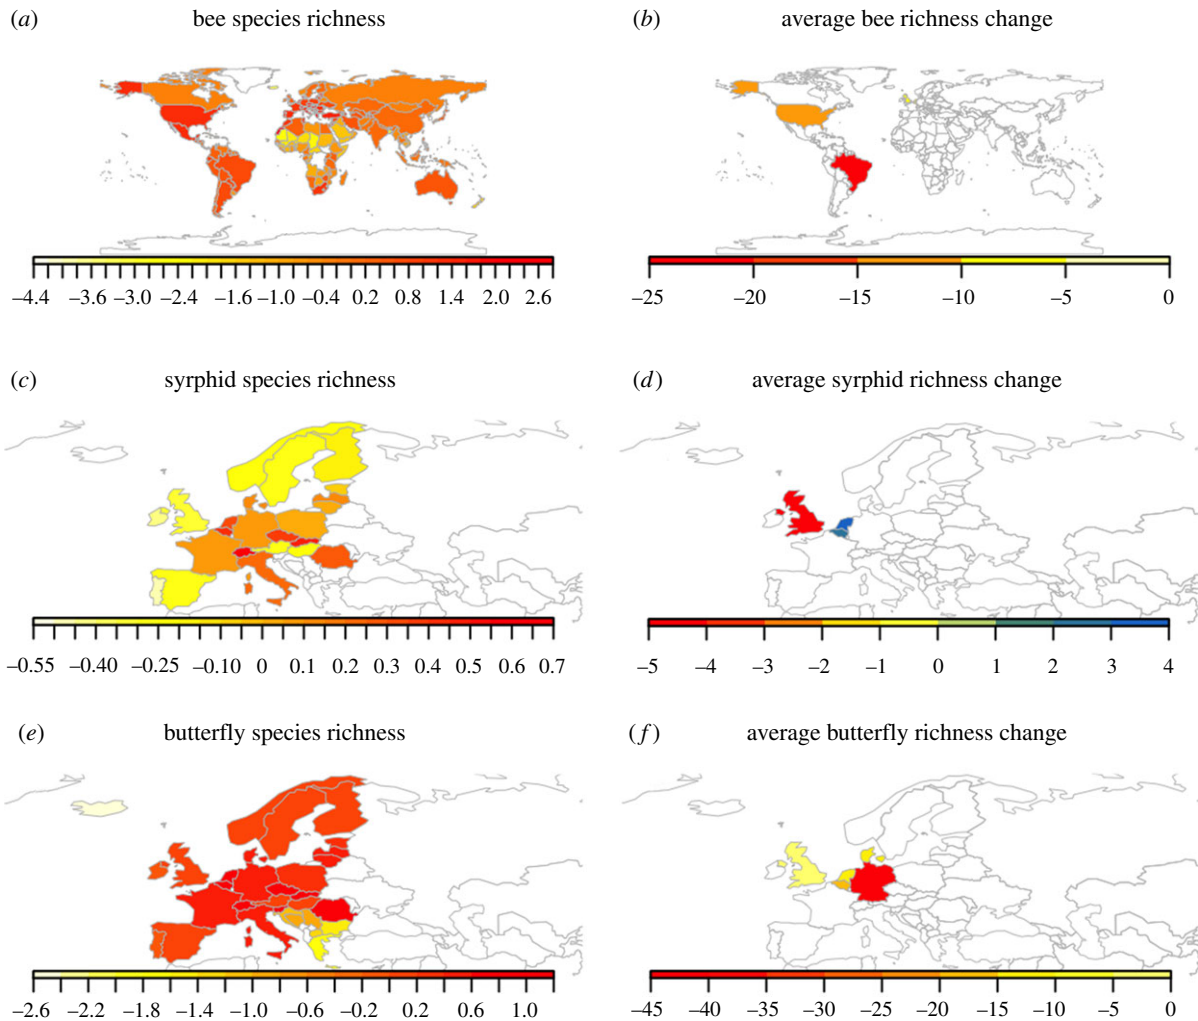 (a) bee species richness
(b) average bee richness change
–4.4 –3.6 –3.0 –2.4 –1.6 –1.0 –0.4 0.2 0.8 1.4 2.0 2.6
–25 –20 –15 –10 –5 0
(c) syrphid species richness
(d) average syrphid richness change
–0.55 –0.40 –0.25 –0.10 0 0.1 0.2 0.3 0.4 0.5 0.6 0.7
–5 –4 –3 –2 –1 0 1 2 3 4
(e) butterfly species richness
(f) average butterfly richness change
–2.6 –2.2 –1.8 –1.4 –1.0 –0.6 –0.2 0.2 0.6 1.0
–45 –40 –35 –30 –25 –20 –15 –10 –5 0